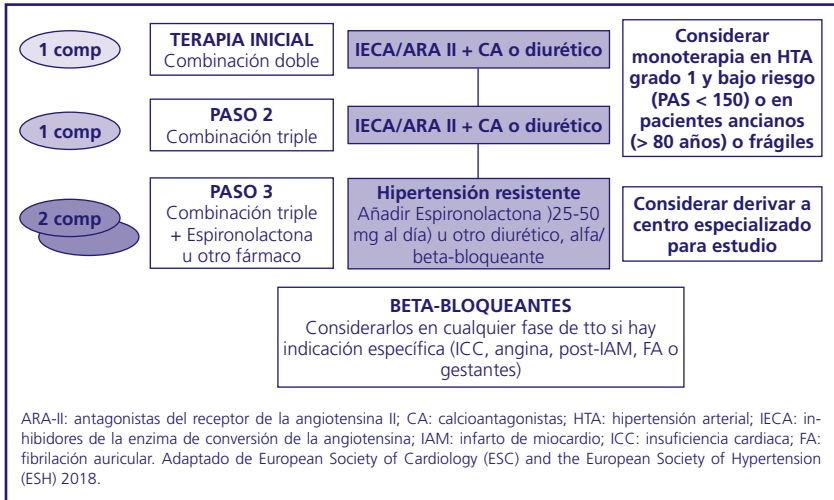 1 comp
TERAPIA INICIAL
Combinación doble
IECA/ARA II + CA o diurético
Considerar
monoterapia en HTA
grado 1 y bajo riesgo
(PAS < 150) o en
pacientes ancianos
(> 80 años) o frágiles
1 comp
PASO 2
Combinación triple
IECA/ARA II + CA o diurético
2 comp
PASO 3
Combinación triple
+ Espironolactona
u otro fármaco
Hipertensión resistente
Añadir Espironolactona )25-50
mg al día) u otro diurético, alfa/
beta-bloqueante
Considerar derivar a
centro especializado
para estudio
BETA-BLOQUEANTES
Considerarlos en cualquier fase de tto si hay
indicación específica (ICC, angina, post-IAM, FA o
gestantes)
ARA-II: antagonistas del receptor de la angiotensina II; CA: calcioantagonistas; HTA: hipertensión arterial; IECA: in-
hibidores de la enzima de conversión de la angiotensina; IAM: infarto de miocardio; ICC: insuficiencia cardiaca; FA:
fibrilación auricular. Adaptado de European Society of Cardiology (ESC) and the European Society of Hypertension
(ESH) 2018.